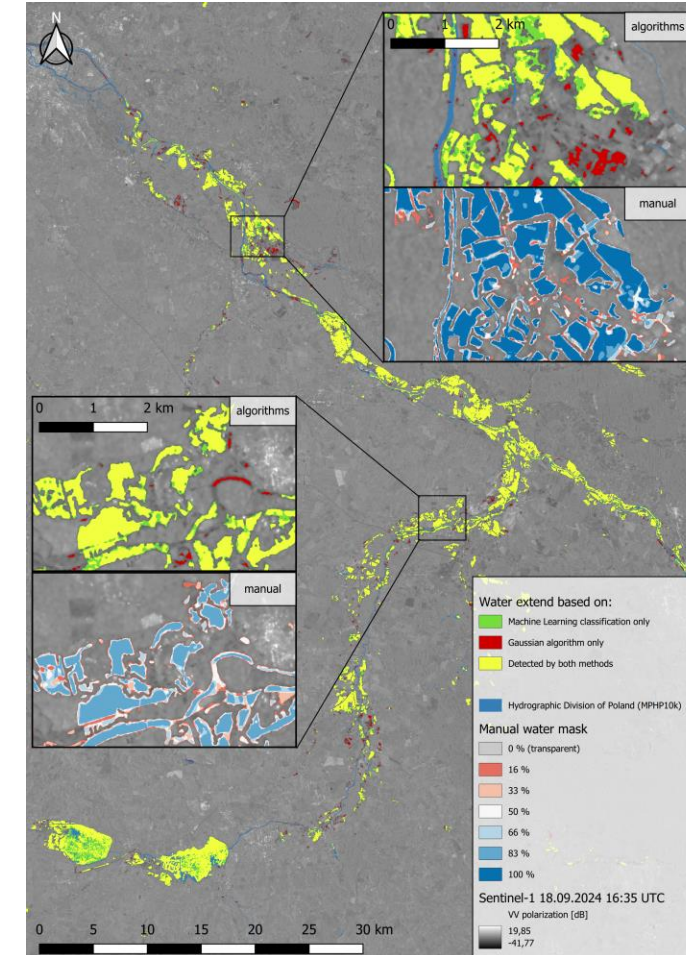 N
0 1 2 km
algorithms
manual
0 1 2 km
algorithms
manual
Water extend based on:
Machine Learning classification only
Gaussian algorithm only
Detected by both methods
Hydrographic Division of Poland (MPHP10k)
Manual water mask
0 % (transparent)
16 %
33 %
50 %
66 %
83 %
100 %
Sentinel-1 18.09.2024 16:35 UTC
VV polarization [dB]
19,85
-41,77
0 5 10 15 20 25 30 km